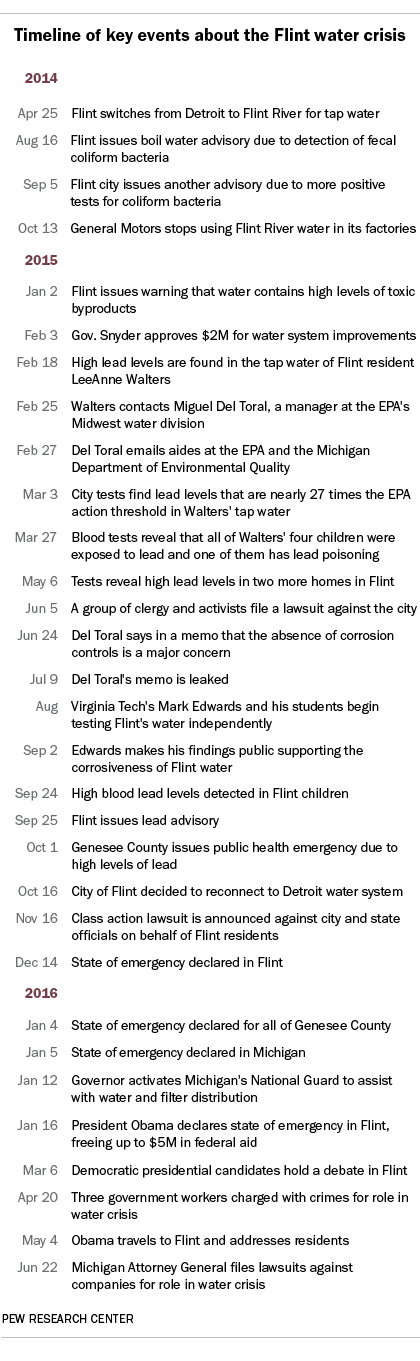 Timeline of key events about the Flint water crisis
2014
Apr 25 Flint switches from Detroit to Flint River for tap water
Aug 16 Flint issues boil water advisory due to detection of fecal
coliform bacteria
Sep 5 Flint city issues another advisory due to more positive
tests for coliform bacteria
Oct 13 General Motors stops using Flint River water in its factories
2015
Jan 2 Flint issues warning that water contains high levels of toxic
byproducts
Feb 3 Gov. Snyder approves $2M for water system improvements
Feb 18 High lead levels are found in the tap water of Flint resident
LeeAnne Walters
Feb 25 Walters contacts Miguel Del Toral, a manager at the EPA's
Midwest water division
Feb 27 Del Toral emails aides at the EPA and the Michigan
Department of Environmental Quality
Mar 3 City tests find lead levels that are nearly 27 times the EPA
action threshold in Walters' tap water
Mar 27 Blood tests reveal that all of Walters' four children were
exposed to lead and one of them has lead poisoning
May 6 Tests reveal high lead levels in two more homes in Flint
Jun 5 A group of clergy and activists file a lawsuit against the city
Jun 24 Del Toral says in a memo that the absence of corrosion
controls is a major concern
Jul 9 Del Toral's memo is leaked
Aug Virginia Tech's Mark Edwards and his students begin
testing Flint's water independently
Sep 2 Edwards makes his findings public supporting the
corrosiveness of Flint water
Sep 24 High blood lead levels detected in Flint children
Sep 25 Flint issues lead advisory
Oct 1 Genesee County issues public health emergency due to
high levels of lead
Oct 16 City of Flint decided to reconnect to Detroit water system
Nov 16 Class action lawsuit is announced against city and state
officials on behalf of Flint residents
Dec 14 State of emergency declared in Flint
2016
Jan 4 State of emergency declared for all of Genesee County
Jan 5 State of emergency declared in Michigan
Jan 12 Governor activates Michigan's National Guard to assist
with water and filter distribution
Jan 16 President Obama declares state of emergency in Flint,
freeing up to $5M in federal aid
Mar 6 Democratic presidential candidates hold a debate in Flint
Apr 20 Three government workers charged with crimes for role in
water crisis
May 4 Obama travels to Flint and addresses residents
Jun 22 Michigan Attorney General files lawsuits against
companies for role in water crisis
PEW RESEARCH CENTER